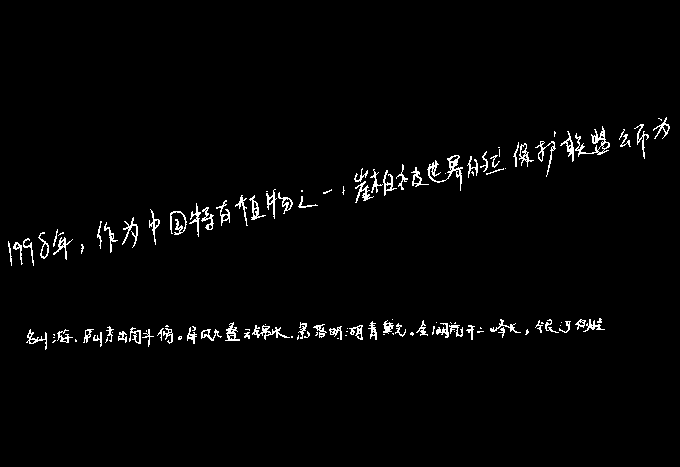 1998年，作为中国特有植物之一，崖柏被世界自然保护联盟公布为
名山游.庐山秀出南斗傍。屏风九叠云锦长.影落明湖青黛光。金阙前开二峰长，银河倒挂